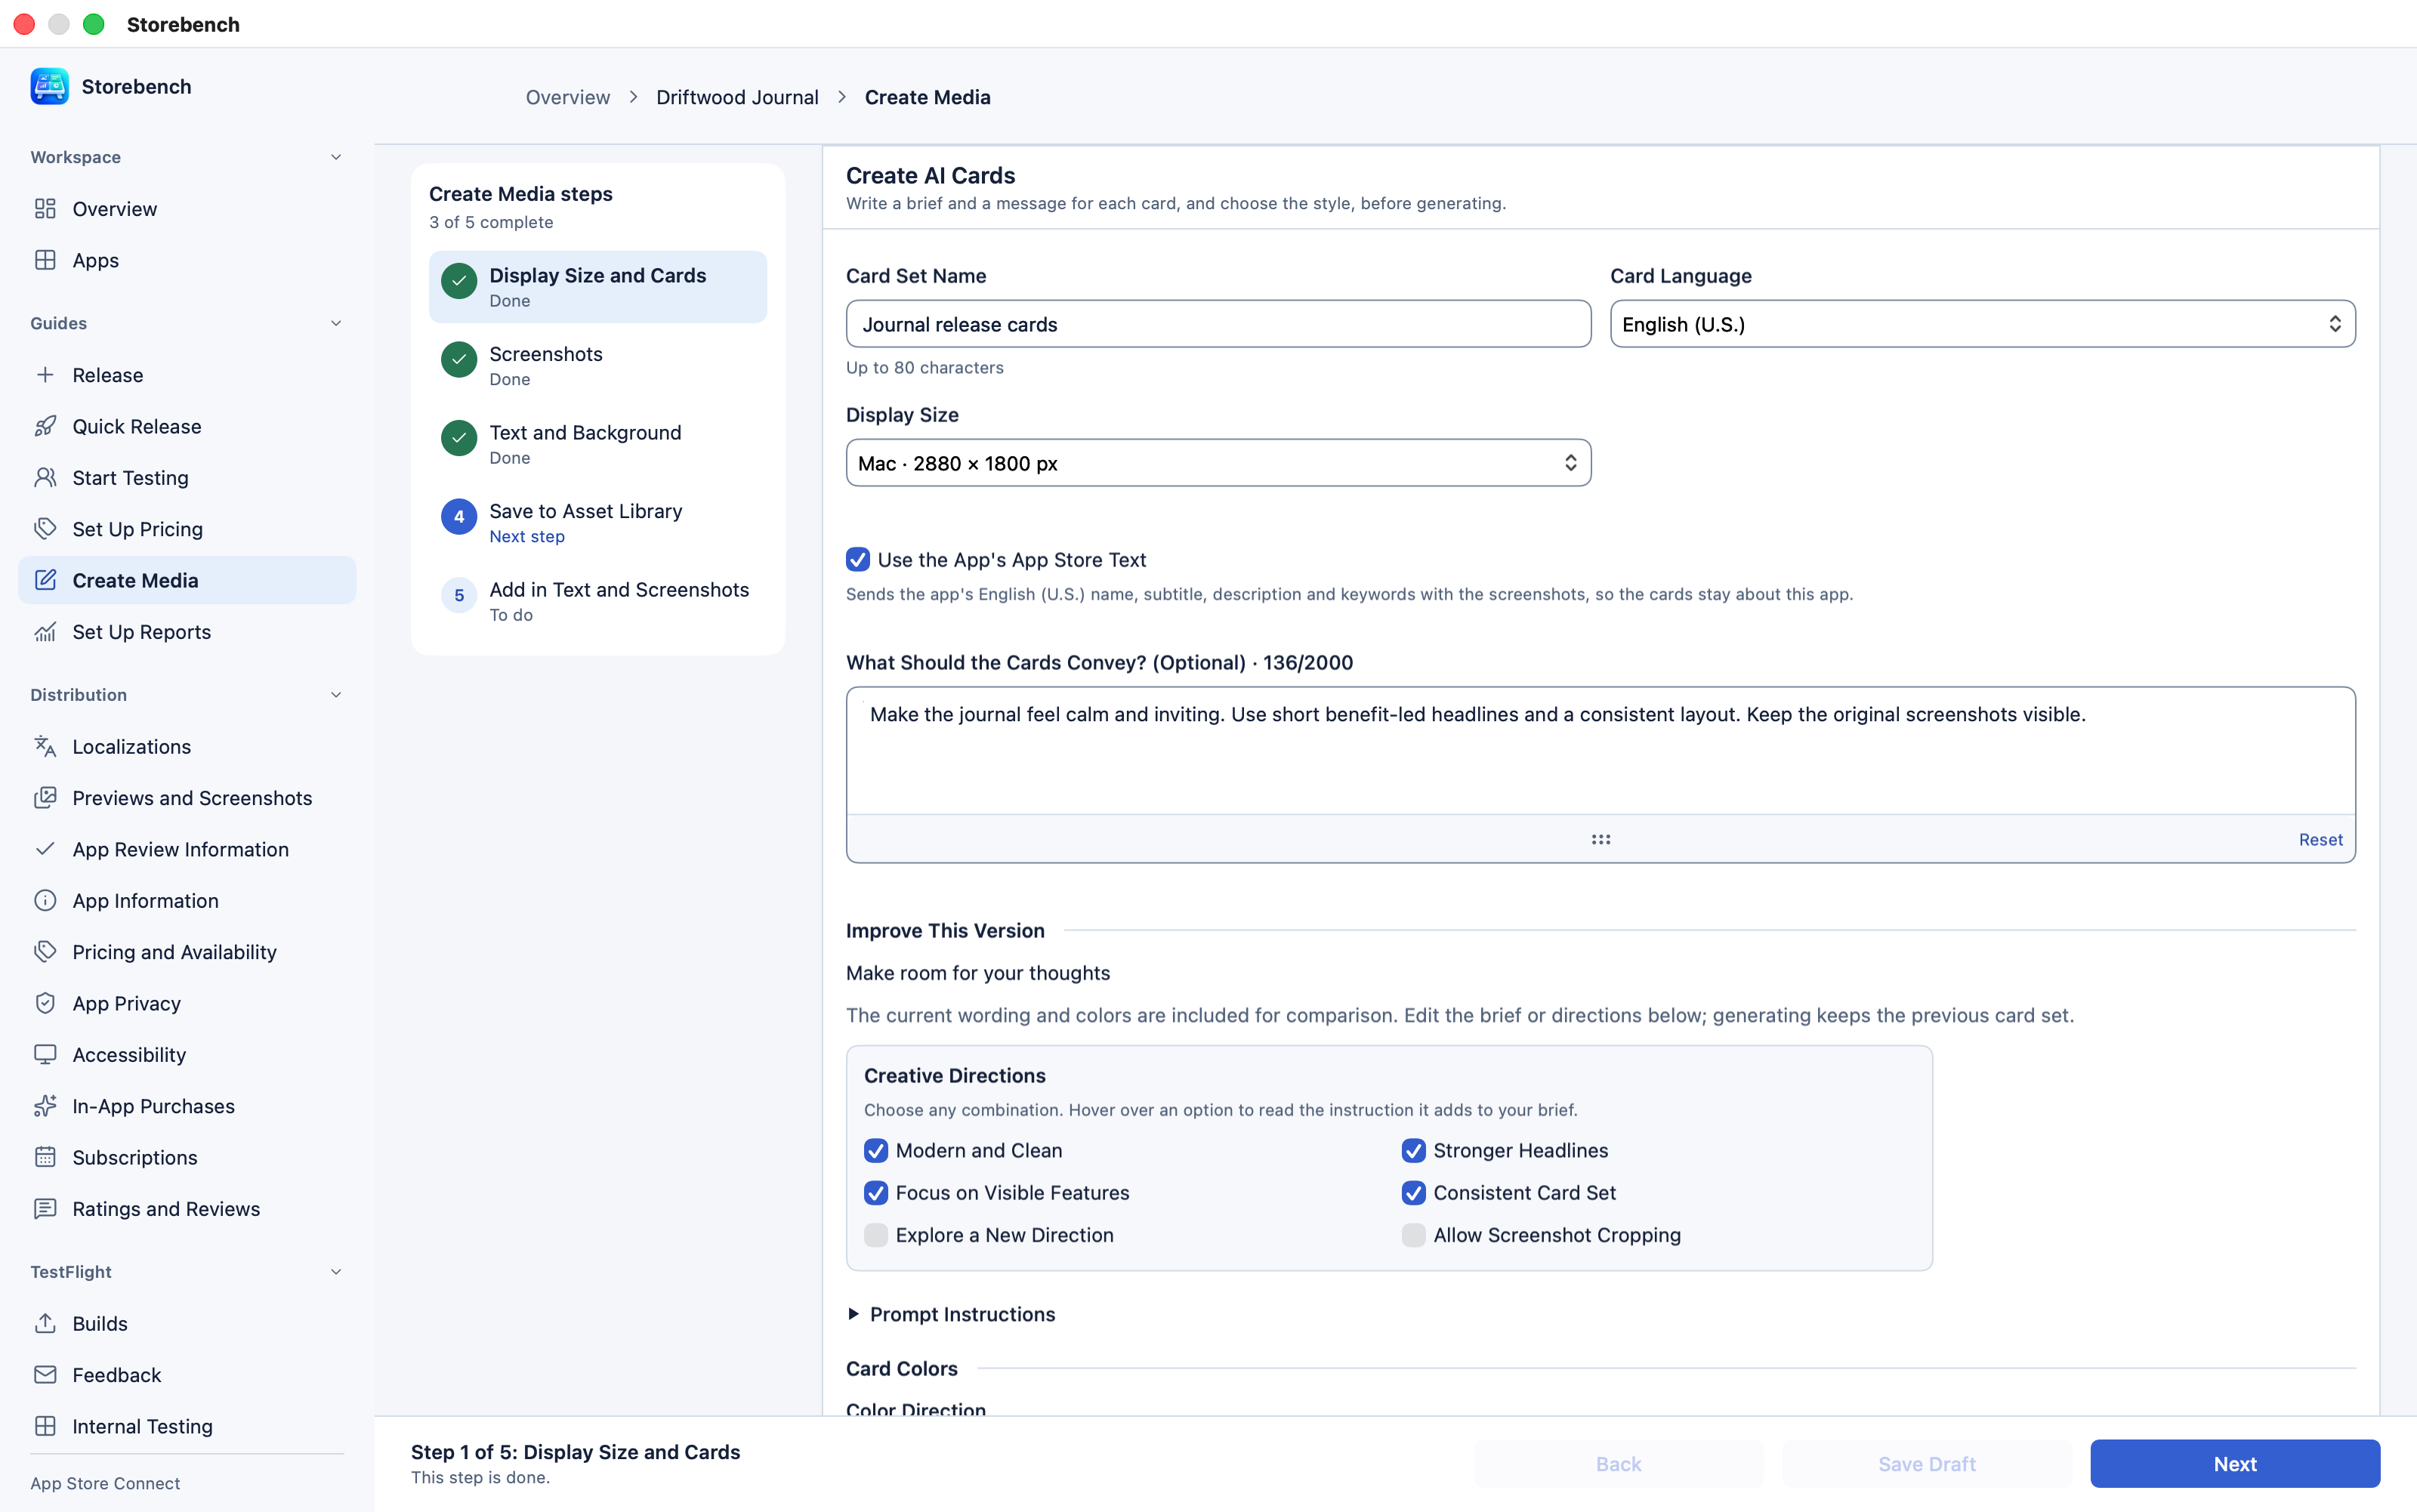 Storebench
Storebench
Workspace
Overview
Apps
Guides
Release
Quick Release
Start Testing
Set Up Pricing
Create Media
Set Up Reports
Distribution
Localizations
Previews and Screenshots
App Review Information
App Information
Pricing and Availability
App Privacy
Accessibility
In-App Purchases
Subscriptions
Ratings and Reviews
TestFlight
Builds
Feedback
Internal Testing
App Store Connect
Overview > Driftwood Journal > Create Media
Create Media steps
3 of 5 complete
Display Size and Cards
Done
Screenshots
Done
Text and Background
Done
4 Save to Asset Library
Next step
5 Add in Text and Screenshots
To do
Create AI Cards
Write a brief and a message for each card, and choose the style, before generating.
Card Set Name
Journal release cards
Up to 80 characters
Card Language
English (U.S.)
Display Size
Mac · 2880 × 1800 px
Use the App's App Store Text
Sends the app's English (U.S.) name, subtitle, description and keywords with the screenshots, so the cards stay about this app.
What Should the Cards Convey? (Optional) · 136/2000
Make the journal feel calm and inviting. Use short benefit-led headlines and a consistent layout. Keep the original screenshots visible.
Reset
Improve This Version
Make room for your thoughts
The current wording and colors are included for comparison. Edit the brief or directions below; generating keeps the previous card set.
Creative Directions
Choose any combination. Hover over an option to read the instruction it adds to your brief.
Modern and Clean
Stronger Headlines
Focus on Visible Features
Consistent Card Set
Explore a New Direction
Allow Screenshot Cropping
Prompt Instructions
Card Colors
Color Direction
Step 1 of 5: Display Size and Cards
This step is done.
Back
Save Draft
Next